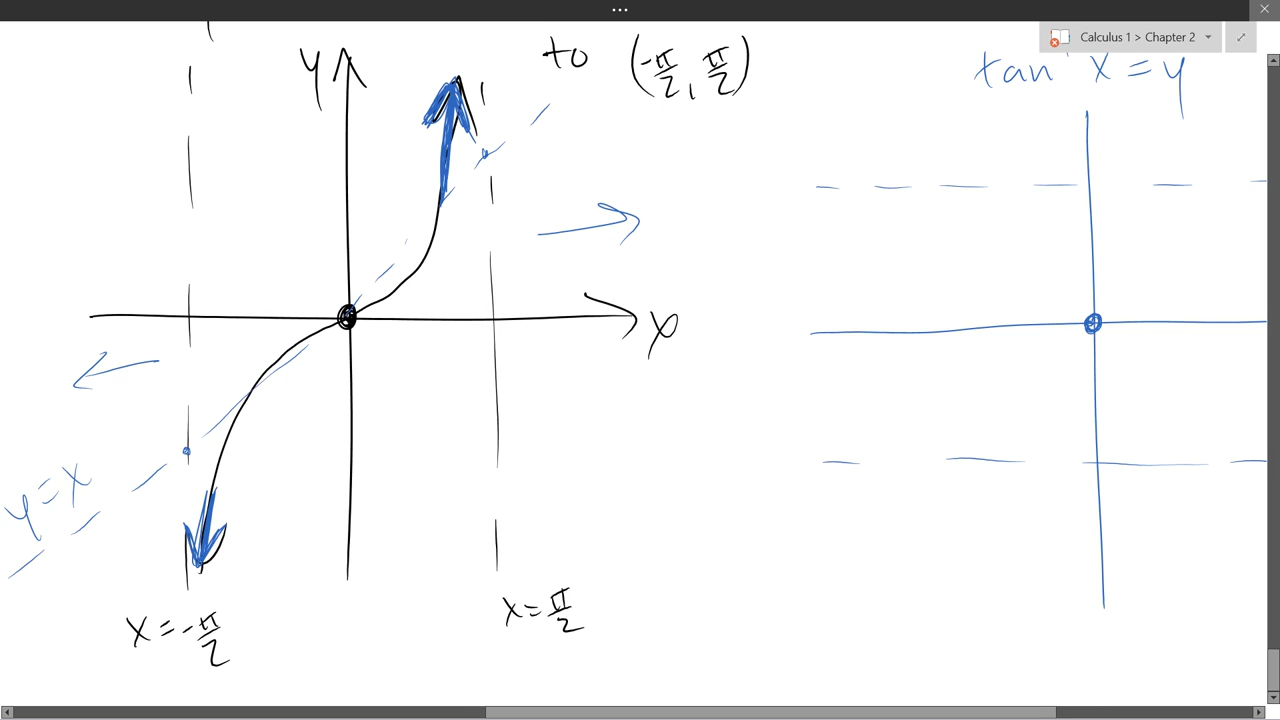 Calculus 1 > Chapter 2
y
to (-π/2, π/2)
tan⁻¹ x = y
x
y = x
x = -π/2
x = π/2